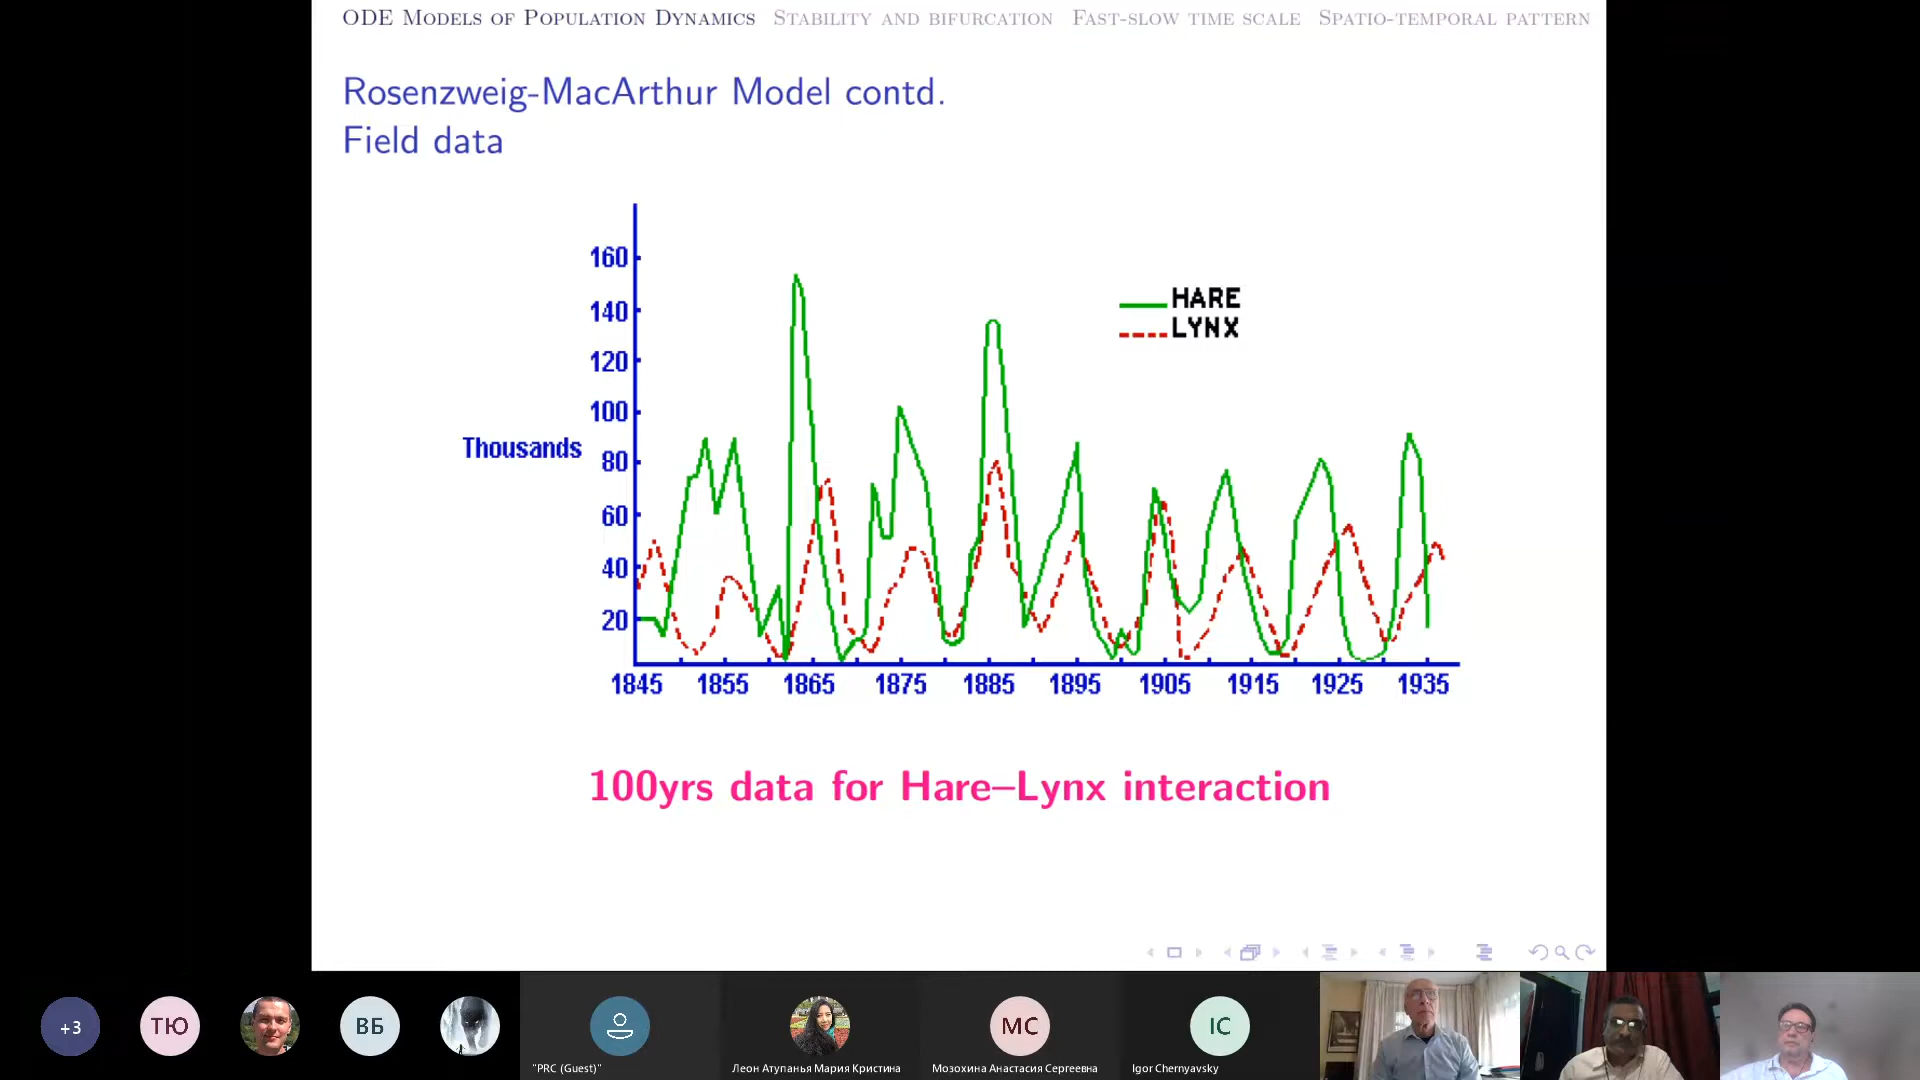 ODE Models of Population Dynamics Stability and bifurcation Fast-slow time scale Spatio-temporal pattern
Rosenzweig-MacArthur Model contd.
Field data
160
140
120
100
80
60
40
20
Thousands
HARE
LYNX
1845 1855 1865 1875 1885 1895 1905 1915 1925 1935
100yrs data for Hare–Lynx interaction
+3
ТЮ
ВБ
МС
IC
"PRC (Guest)"
Леон Атупанья Мария Кристина
Мозохина Анастасия Сергеевна
Igor Chernyavsky